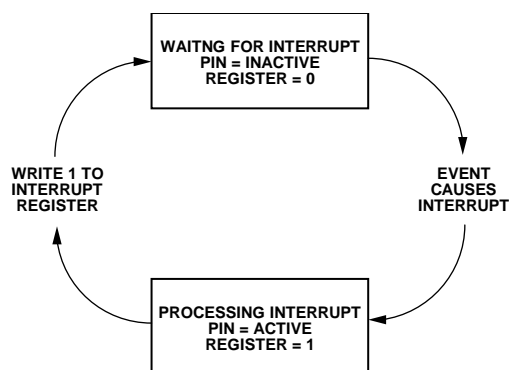 WAITNG FOR INTERRUPT
PIN = INACTIVE
REGISTER = 0
WRITE 1 TO
INTERRUPT
REGISTER
EVENT
CAUSES
INTERRUPT
PROCESSING INTERRUPT
PIN = ACTIVE
REGISTER = 1